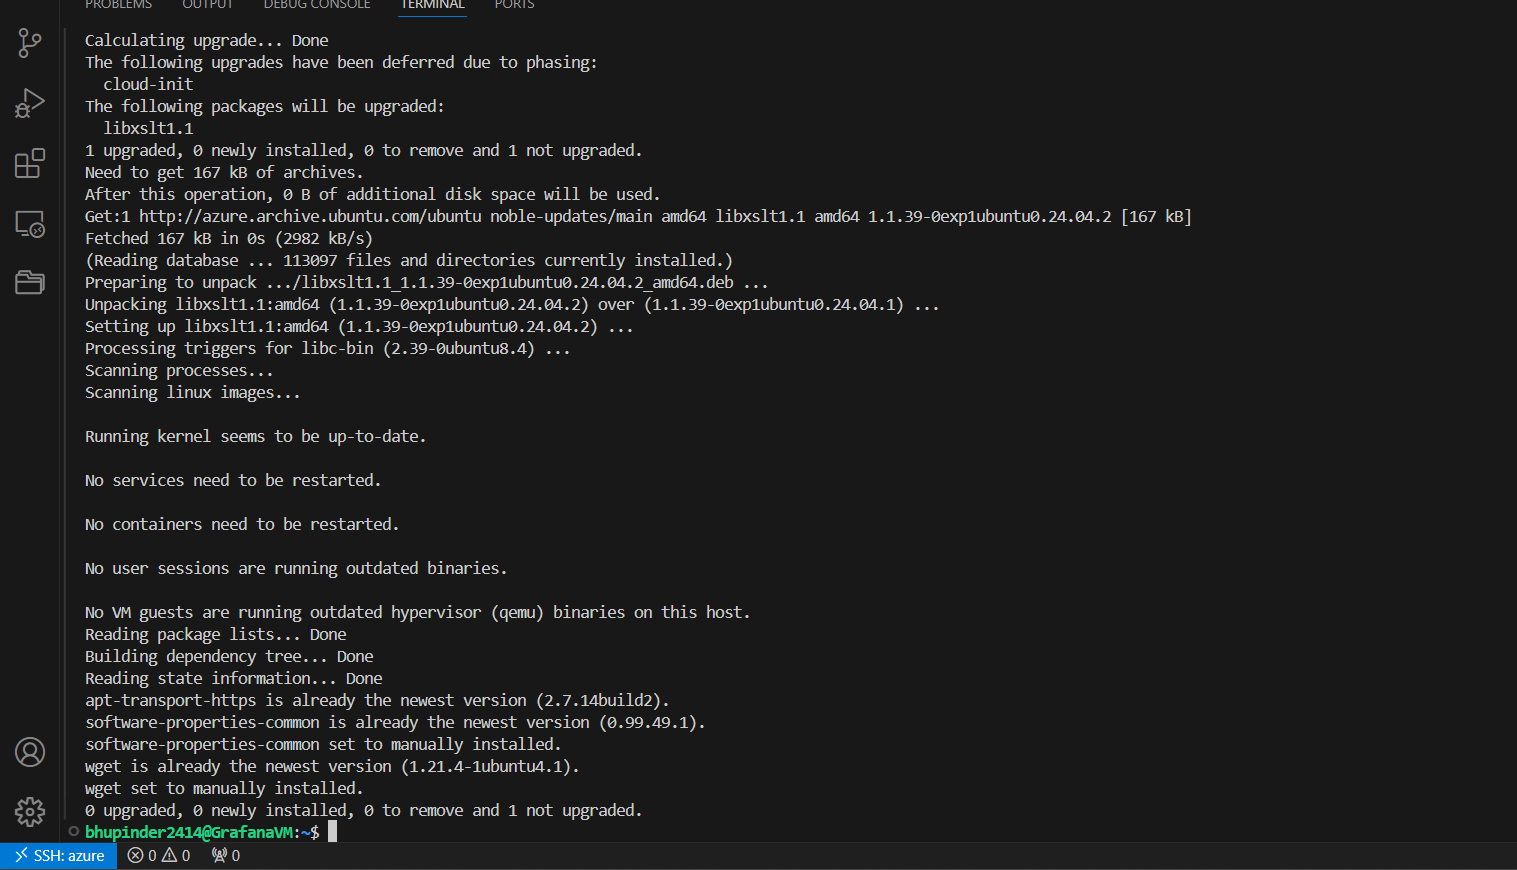 PROBLEMS OUTPUT DEBUG CONSOLE TERMINAL PORTS
Calculating upgrade... Done
The following upgrades have been deferred due to phasing:
  cloud-init
The following packages will be upgraded:
  libxslt1.1
1 upgraded, 0 newly installed, 0 to remove and 1 not upgraded.
Need to get 167 kB of archives.
After this operation, 0 B of additional disk space will be used.
Get:1 http://azure.archive.ubuntu.com/ubuntu noble-updates/main amd64 libxslt1.1 amd64 1.1.39-0exp1ubuntu0.24.04.2 [167 kB]
Fetched 167 kB in 0s (2982 kB/s)
(Reading database ... 113097 files and directories currently installed.)
Preparing to unpack .../libxslt1.1_1.1.39-0exp1ubuntu0.24.04.2_amd64.deb ...
Unpacking libxslt1.1:amd64 (1.1.39-0exp1ubuntu0.24.04.2) over (1.1.39-0exp1ubuntu0.24.04.1) ...
Setting up libxslt1.1:amd64 (1.1.39-0exp1ubuntu0.24.04.2) ...
Processing triggers for libc-bin (2.39-0ubuntu8.4) ...
Scanning processes...
Scanning linux images...
Running kernel seems to be up-to-date.
No services need to be restarted.
No containers need to be restarted.
No user sessions are running outdated binaries.
No VM guests are running outdated hypervisor (qemu) binaries on this host.
Reading package lists... Done
Building dependency tree... Done
Reading state information... Done
apt-transport-https is already the newest version (2.7.14build2).
software-properties-common is already the newest version (0.99.49.1).
software-properties-common set to manually installed.
wget is already the newest version (1.21.4-1ubuntu4.1).
wget set to manually installed.
0 upgraded, 0 newly installed, 0 to remove and 1 not upgraded.
bhupinder2414@GrafanaVM:~$
SSH: azure 0 0 0